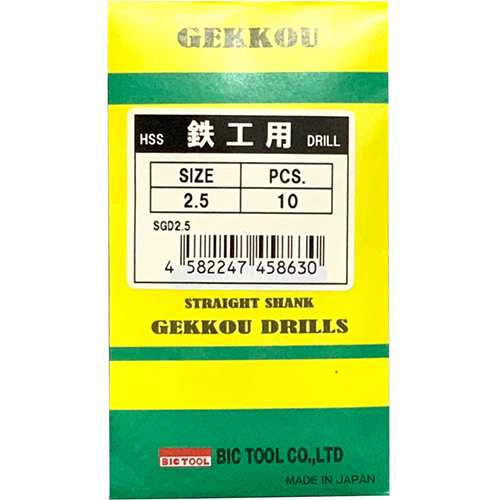 GEKKOU
HSS 鉄工用 DRILL
SIZE PCS.
2.5 10
SGD2.5
4 582247 458630
STRAIGHT SHANK
GEKKOU DRILLS
BIC TOOL BIC TOOL CO.,LTD
MADE IN JAPAN